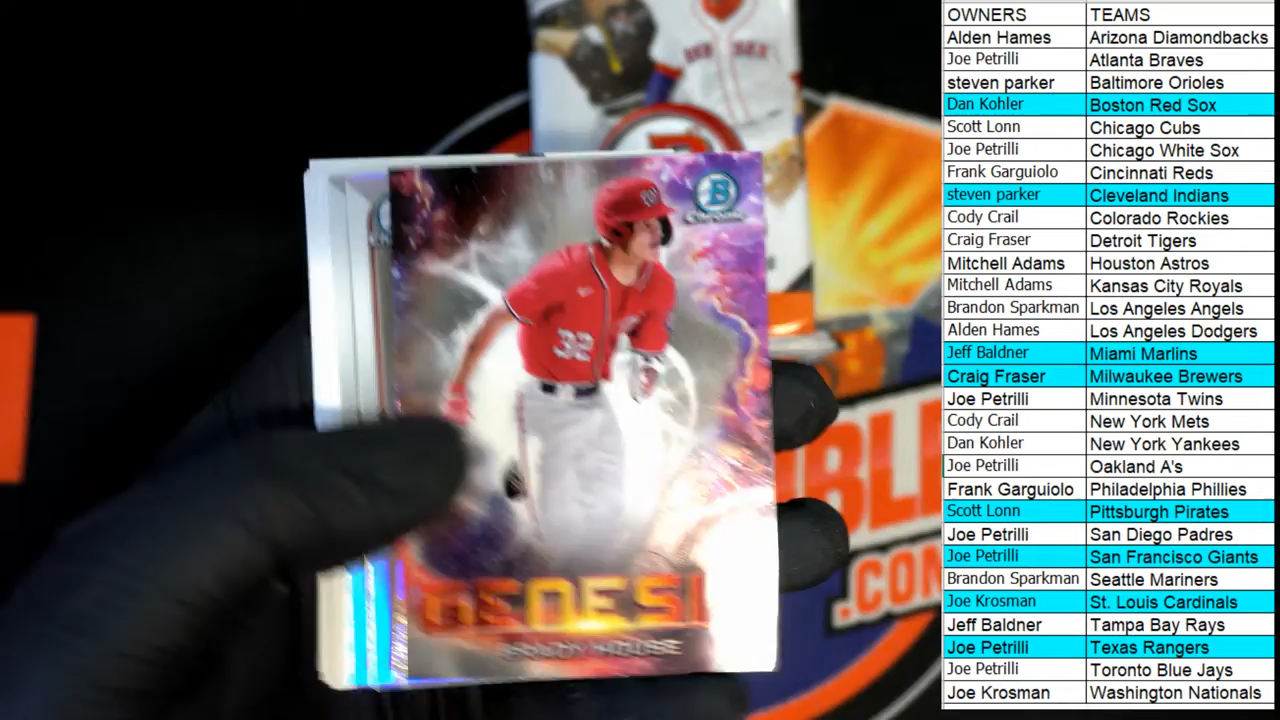 OWNERS TEAMS
Alden Hames Arizona Diamondbacks
Joe Petrilli Atlanta Braves
steven parker Baltimore Orioles
Dan Kohler Boston Red Sox
Scott Lonn Chicago Cubs
Joe Petrilli Chicago White Sox
Frank Garguiolo Cincinnati Reds
steven parker Cleveland Indians
Cody Crail Colorado Rockies
Craig Fraser Detroit Tigers
Mitchell Adams Houston Astros
Mitchell Adams Kansas City Royals
Brandon Sparkman Los Angeles Angels
Alden Hames Los Angeles Dodgers
Jeff Baldner Miami Marlins
Craig Fraser Milwaukee Brewers
Joe Petrilli Minnesota Twins
Cody Crail New York Mets
Dan Kohler New York Yankees
Joe Petrilli Oakland A's
Frank Garguiolo Philadelphia Phillies
Scott Lonn Pittsburgh Pirates
Joe Petrilli San Diego Padres
Joe Petrilli San Francisco Giants
Brandon Sparkman Seattle Mariners
Joe Krosman St. Louis Cardinals
Jeff Baldner Tampa Bay Rays
Joe Petrilli Texas Rangers
Joe Petrilli Toronto Blue Jays
Joe Krosman Washington Nationals
B
Chrome
32
HOUSE
.CON